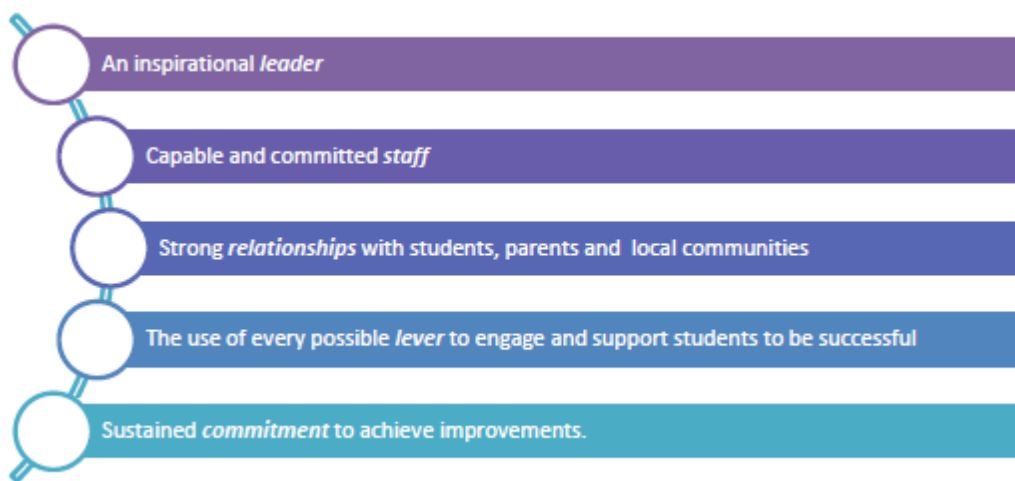 An inspirational leader
Capable and committed staff
Strong relationships with students, parents and  local communities
The use of every possible lever to engage and support students to be successful
Sustained commitment to achieve improvements.